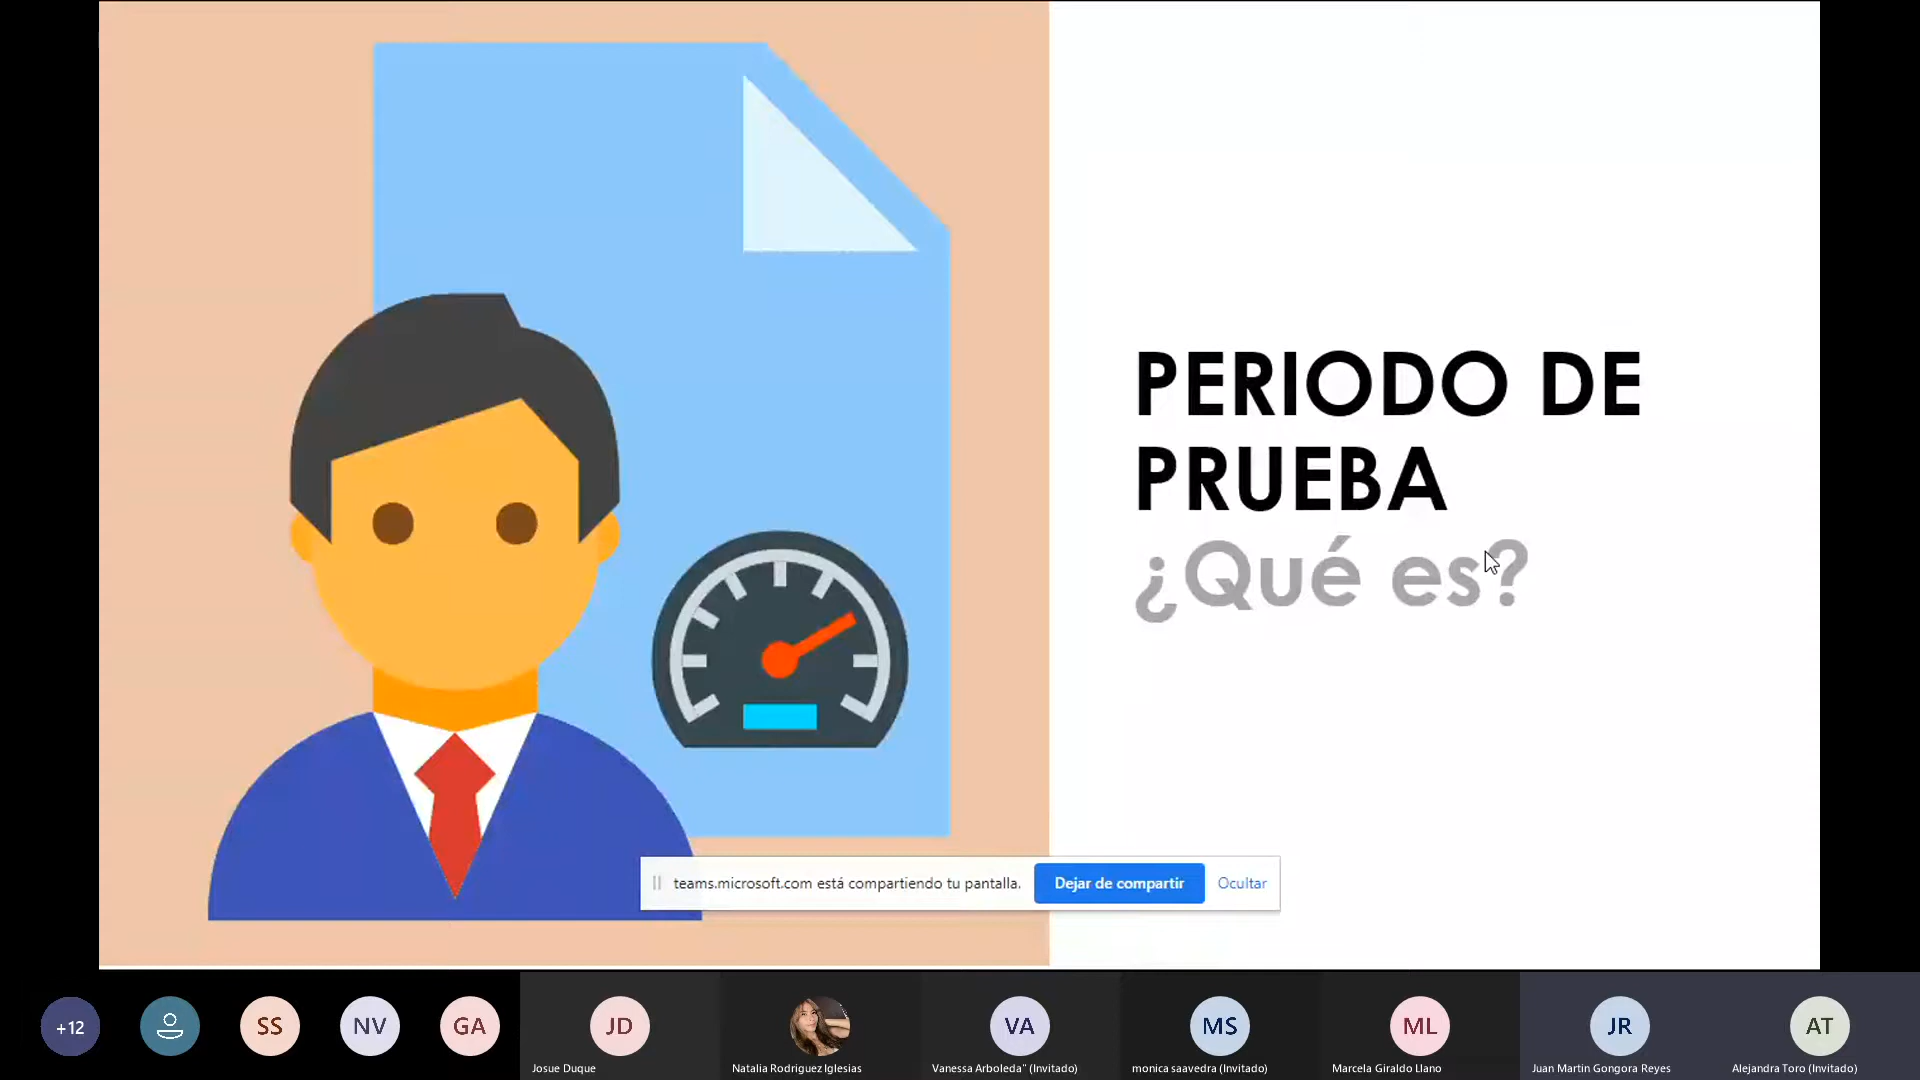 PERIODO DE
PRUEBA
¿Qué es?
teams.microsoft.com está compartiendo tu pantalla.
Dejar de compartir
Ocultar
+12
SS
NV
GA
JD
VA
MS
ML
JR
AT
Josue Duque
Natalia Rodriguez Iglesias
Vanessa Arboleda" (Invitado)
monica saavedra (Invitado)
Marcela Giraldo Llano
Juan Martin Gongora Reyes
Alejandra Toro (Invitado)